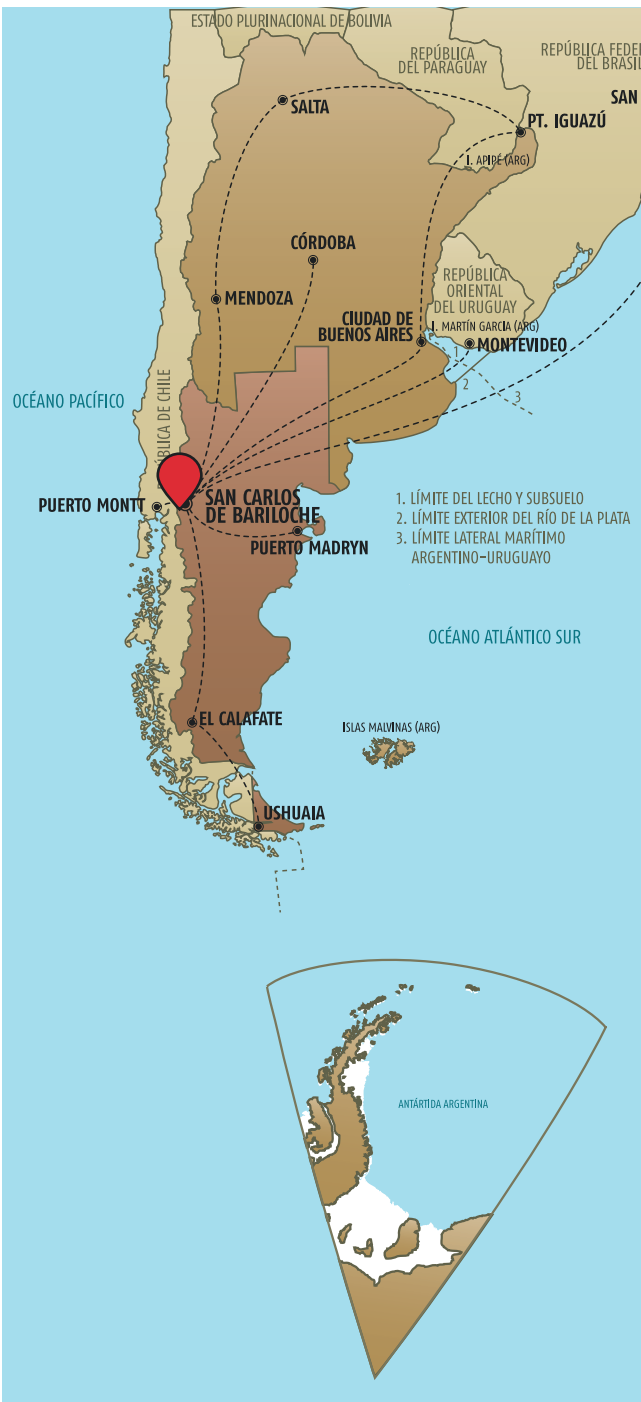 ESTADO PLURINACIONAL DE BOLIVIA
REPÚBLICA
DEL PARAGUAY
REPÚBLICA FEDE
DEL BRASIL
SAN
SALTA
PT. IGUAZÚ
I. APIPÉ (ARG)
CÓRDOBA
REPÚBLICA
ORIENTAL
DEL URUGUAY
MENDOZA
CIUDAD DE
BUENOS AIRES
I. MARTÍN GARCÍA (ARG)
MONTEVIDEO
1
2
3
OCÉANO PACÍFICO
ÚBLICA DE CHILE
PUERTO MONTT
SAN CARLOS
DE BARILOCHE
PUERTO MADRYN
1. LÍMITE DEL LECHO Y SUBSUELO
2. LÍMITE EXTERIOR DEL RÍO DE LA PLATA
3. LÍMITE LATERAL MARÍTIMO
ARGENTINO-URUGUAYO
OCÉANO ATLÁNTICO SUR
EL CALAFATE
ISLAS MALVINAS (ARG)
USHUAIA
ANTÁRTIDA ARGENTINA